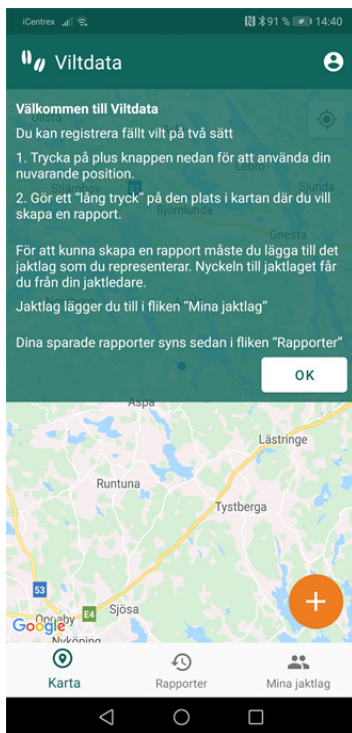 iCentrex 91 % 14:40
Viltdata
Välkommen till Viltdata
Du kan registrera fällt vilt på två sätt
1. Trycka på plus knappen nedan för att använda din
nuvarande position.
2. Gör ett "lång tryck" på den plats i kartan där du vill
skapa en rapport.
Björnlunda
Gnesta
För att kunna skapa en rapport måste du lägga till det
jaktlag som du representerar. Nyckeln till jaktlaget får
du från din jaktledare.
Jaktlag lägger du till i fliken "Mina jaktlag"
Dina sparade rapporter syns sedan i fliken "Rapporter"
OK
Aspa
Lästringe
Runtuna
Tystberga
53
E4
Sjösa
Google
Nyköping
Karta
Rapporter
Mina jaktlag